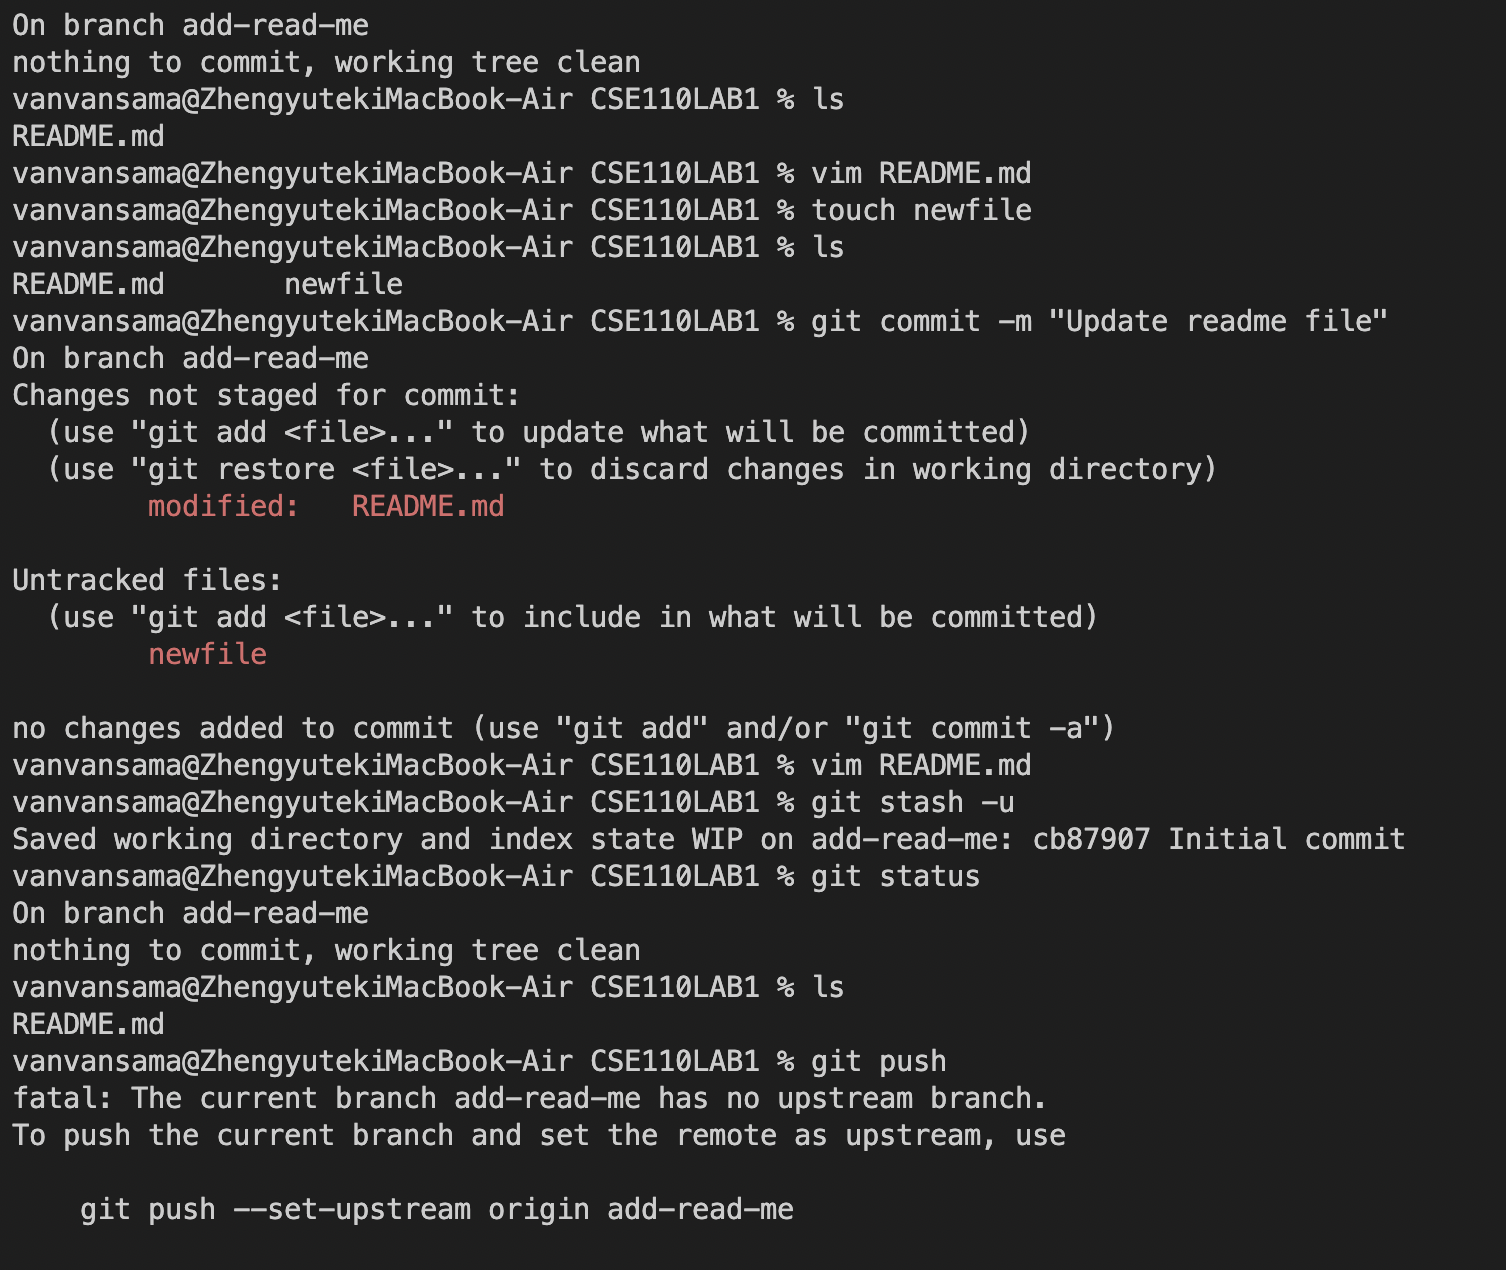 On branch add-read-me
nothing to commit, working tree clean
vanvansama@ZhengyutekiMacBook-Air CSE110LAB1 % ls
README.md
vanvansama@ZhengyutekiMacBook-Air CSE110LAB1 % vim README.md
vanvansama@ZhengyutekiMacBook-Air CSE110LAB1 % touch newfile
vanvansama@ZhengyutekiMacBook-Air CSE110LAB1 % ls
README.md       newfile
vanvansama@ZhengyutekiMacBook-Air CSE110LAB1 % git commit -m "Update readme file"
On branch add-read-me
Changes not staged for commit:
  (use "git add <file>..." to update what will be committed)
  (use "git restore <file>..." to discard changes in working directory)
        modified:   README.md

Untracked files:
  (use "git add <file>..." to include in what will be committed)
        newfile

no changes added to commit (use "git add" and/or "git commit -a")
vanvansama@ZhengyutekiMacBook-Air CSE110LAB1 % vim README.md
vanvansama@ZhengyutekiMacBook-Air CSE110LAB1 % git stash -u
Saved working directory and index state WIP on add-read-me: cb87907 Initial commit
vanvansama@ZhengyutekiMacBook-Air CSE110LAB1 % git status
On branch add-read-me
nothing to commit, working tree clean
vanvansama@ZhengyutekiMacBook-Air CSE110LAB1 % ls
README.md
vanvansama@ZhengyutekiMacBook-Air CSE110LAB1 % git push
fatal: The current branch add-read-me has no upstream branch.
To push the current branch and set the remote as upstream, use

    git push --set-upstream origin add-read-me